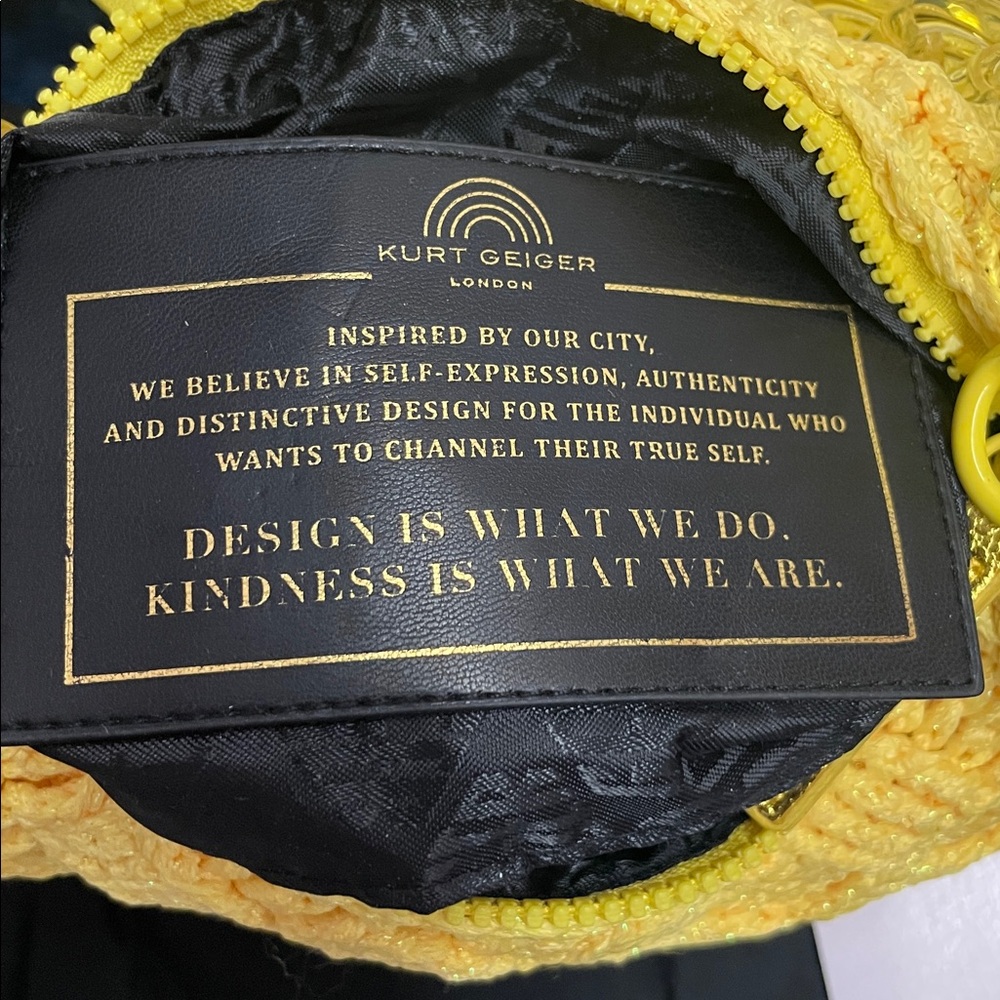 KURT GEIGER
LONDON
INSPIRED BY OUR CITY,
WE BELIEVE IN SELF-EXPRESSION, AUTHENTICITY
AND DISTINCTIVE DESIGN FOR THE INDIVIDUAL WHO
WANTS TO CHANNEL THEIR TRUE SELF.
DESIGN IS WHAT WE DO.
KINDNESS IS WHAT WE ARE.